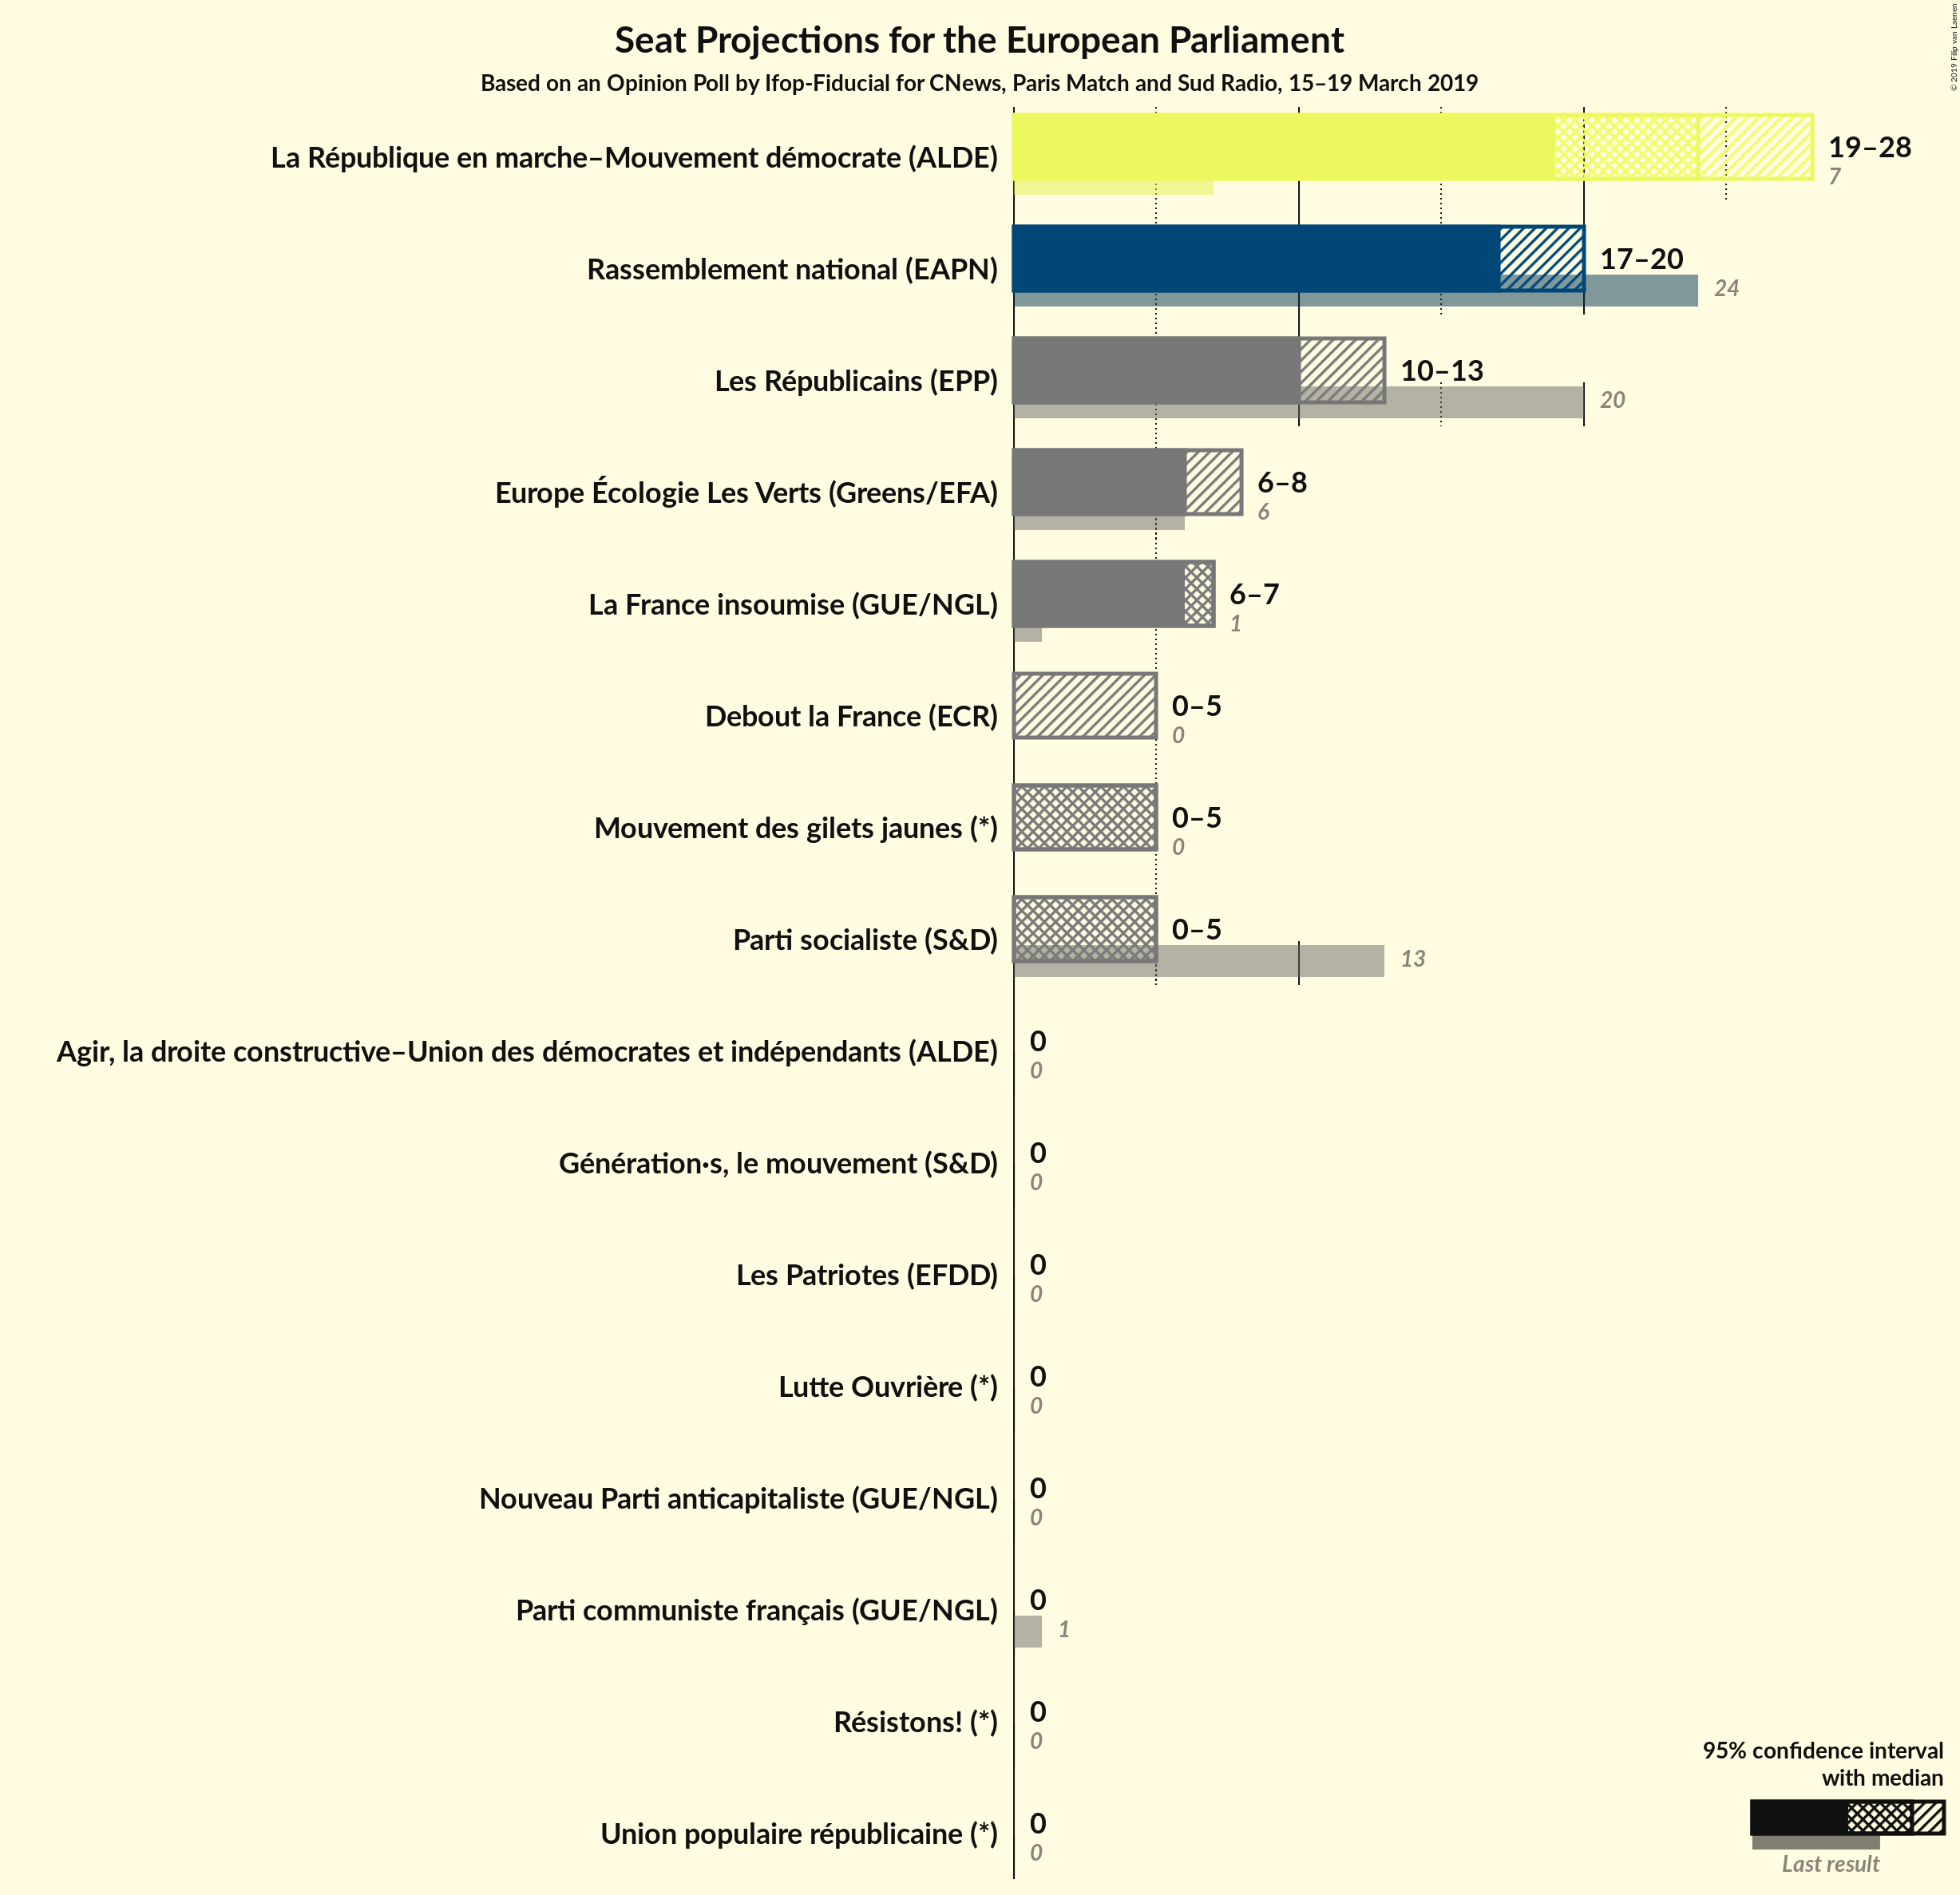 Seat Projections for the European Parliament
Based on an Opinion Poll by Ifop-Fiducial for CNews, Paris Match and Sud Radio, 15–19 March 2019
© 2019 Filip van Laenen
La République en marche–Mouvement démocrate (ALDE)
19–28
7
Rassemblement national (EAPN)
17–20
24
Les Républicains (EPP)
10–13
20
Europe Écologie Les Verts (Greens/EFA)
6–8
6
La France insoumise (GUE/NGL)
6–7
1
Debout la France (ECR)
0–5
0
Mouvement des gilets jaunes (*)
0–5
0
Parti socialiste (S&D)
0–5
13
Agir, la droite constructive–Union des démocrates et indépendants (ALDE)
0
0
Génération·s, le mouvement (S&D)
0
0
Les Patriotes (EFDD)
0
0
Lutte Ouvrière (*)
0
0
Nouveau Parti anticapitaliste (GUE/NGL)
0
0
Parti communiste français (GUE/NGL)
0
1
Résistons! (*)
0
0
Union populaire républicaine (*)
0
0
95% confidence interval
with median
Last result